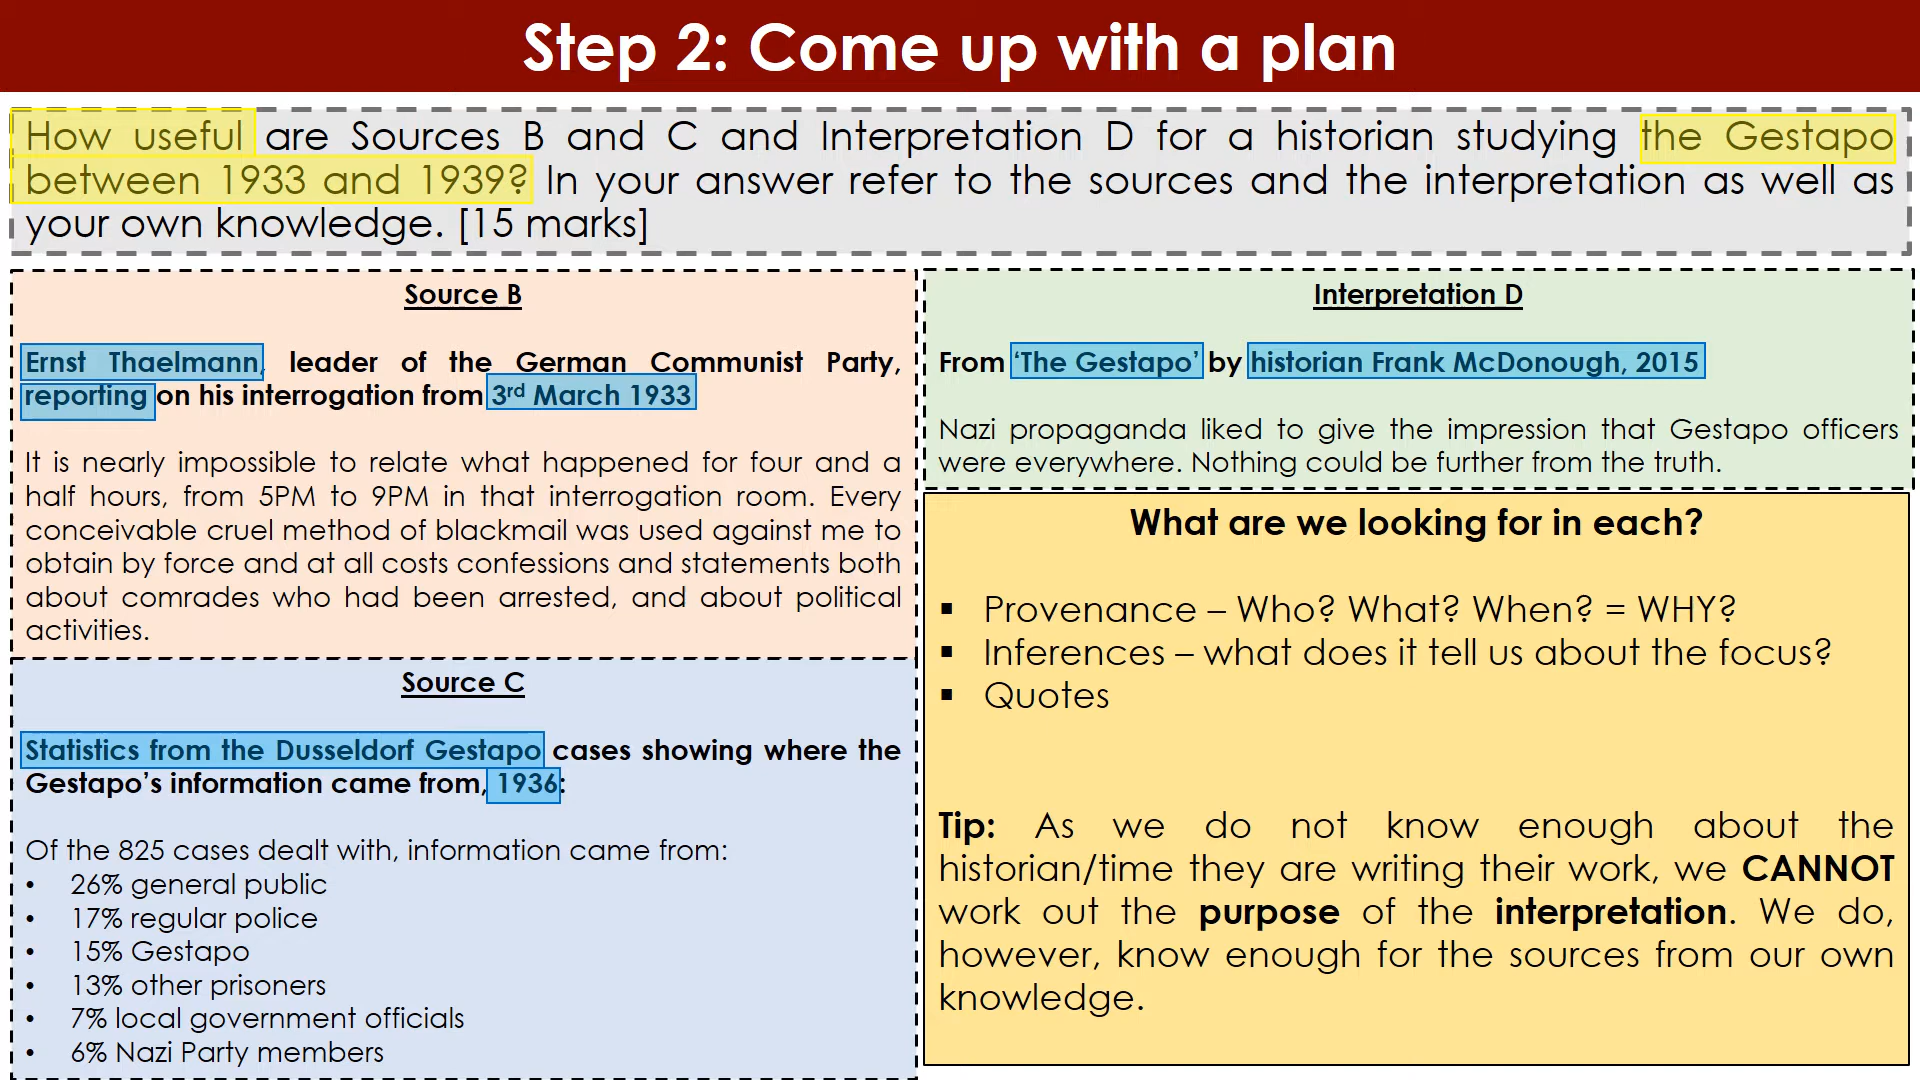 Step 2: Come up with a plan
How useful are Sources B and C and Interpretation D for a historian studying the Gestapo
between 1933 and 1939? In your answer refer to the sources and the interpretation as well as
your own knowledge. [15 marks]
Source B
Ernst Thaelmann, leader of the German Communist Party,
reporting on his interrogation from 3rd March 1933
It is nearly impossible to relate what happened for four and a
half hours, from 5PM to 9PM in that interrogation room. Every
conceivable cruel method of blackmail was used against me to
obtain by force and at all costs confessions and statements both
about comrades who had been arrested, and about political
activities.
Source C
Statistics from the Dusseldorf Gestapo cases showing where the
Gestapo's information came from, 1936:
Of the 825 cases dealt with, information came from:
• 26% general public
• 17% regular police
• 15% Gestapo
• 13% other prisoners
• 7% local government officials
• 6% Nazi Party members
Interpretation D
From ‘The Gestapo’ by historian Frank McDonough, 2015
Nazi propaganda liked to give the impression that Gestapo officers
were everywhere. Nothing could be further from the truth.
What are we looking for in each?
▪ Provenance – Who? What? When? = WHY?
▪ Inferences – what does it tell us about the focus?
▪ Quotes
Tip: As we do not know enough about the
historian/time they are writing their work, we CANNOT
work out the purpose of the interpretation. We do,
however, know enough for the sources from our own
knowledge.